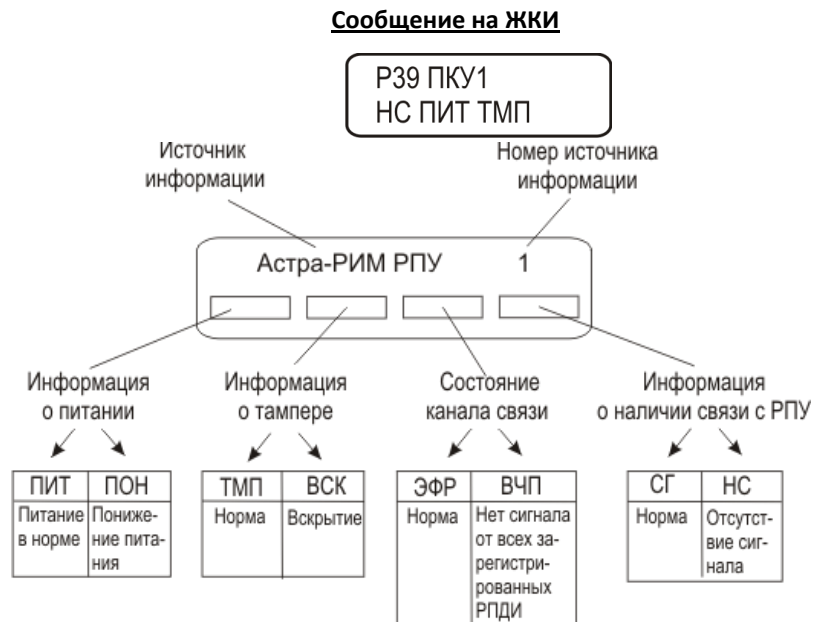 Сообщение на ЖКИ
Р39 ПКУ1
НС ПИТ ТМП
Источник
информации
Номер источника
информации
Астра-РИМ РПУ 1
Информация
о питании
Информация
о тампере
Состояние
канала связи
Информация
о наличии связи с РПУ
ПИТ ПОН
Питание
в норме
Пониже-
ние пита-
ния
ТМП ВСК
Норма Вскрытие
ЭФР ВЧП
Норма
Нет сигнала
от всех за-
регистри-
рованных
РПДИ
СГ НС
Норма
Отсутст-
вие сиг-
нала